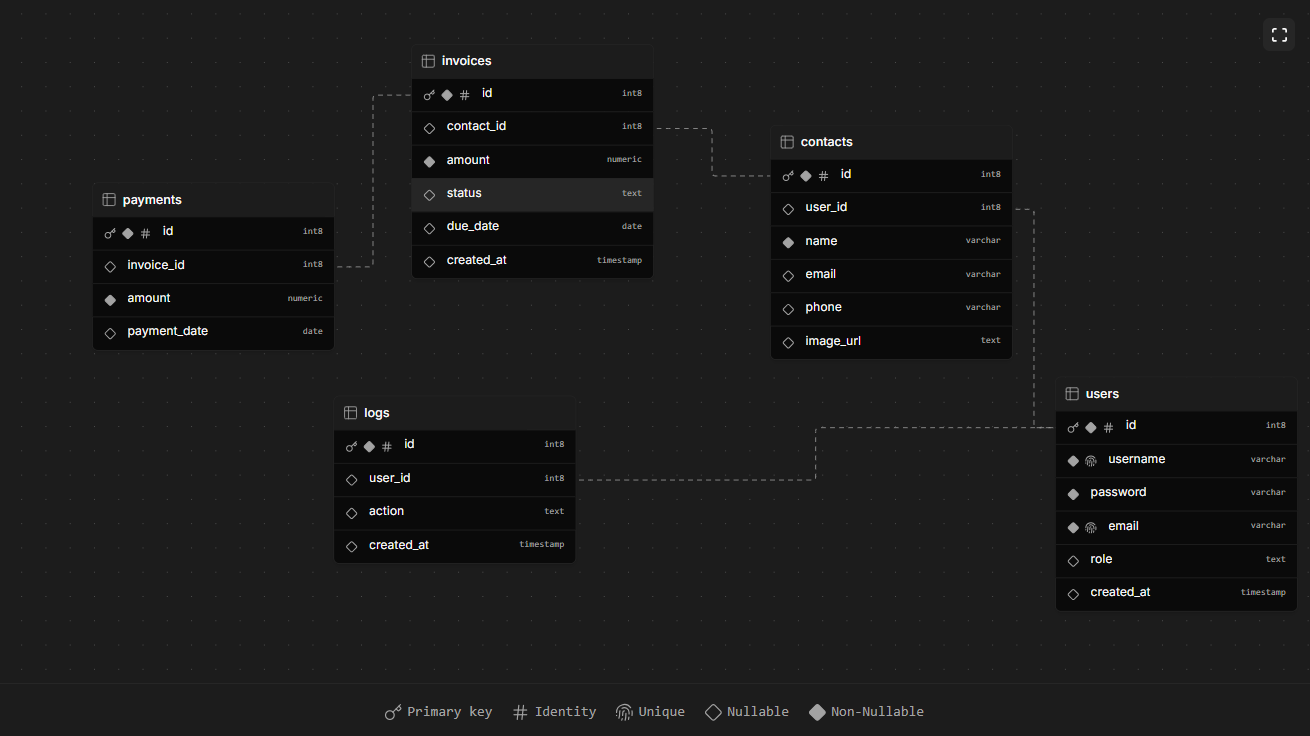 invoices
id int8
contact_id int8
amount numeric
status text
due_date date
created_at timestamp
contacts
id int8
user_id int8
name varchar
email varchar
phone varchar
image_url text
payments
id int8
invoice_id int8
amount numeric
payment_date date
logs
id int8
user_id int8
action text
created_at timestamp
users
id int8
username varchar
password varchar
email varchar
role text
created_at timestamp
Primary key Identity Unique Nullable Non-Nullable